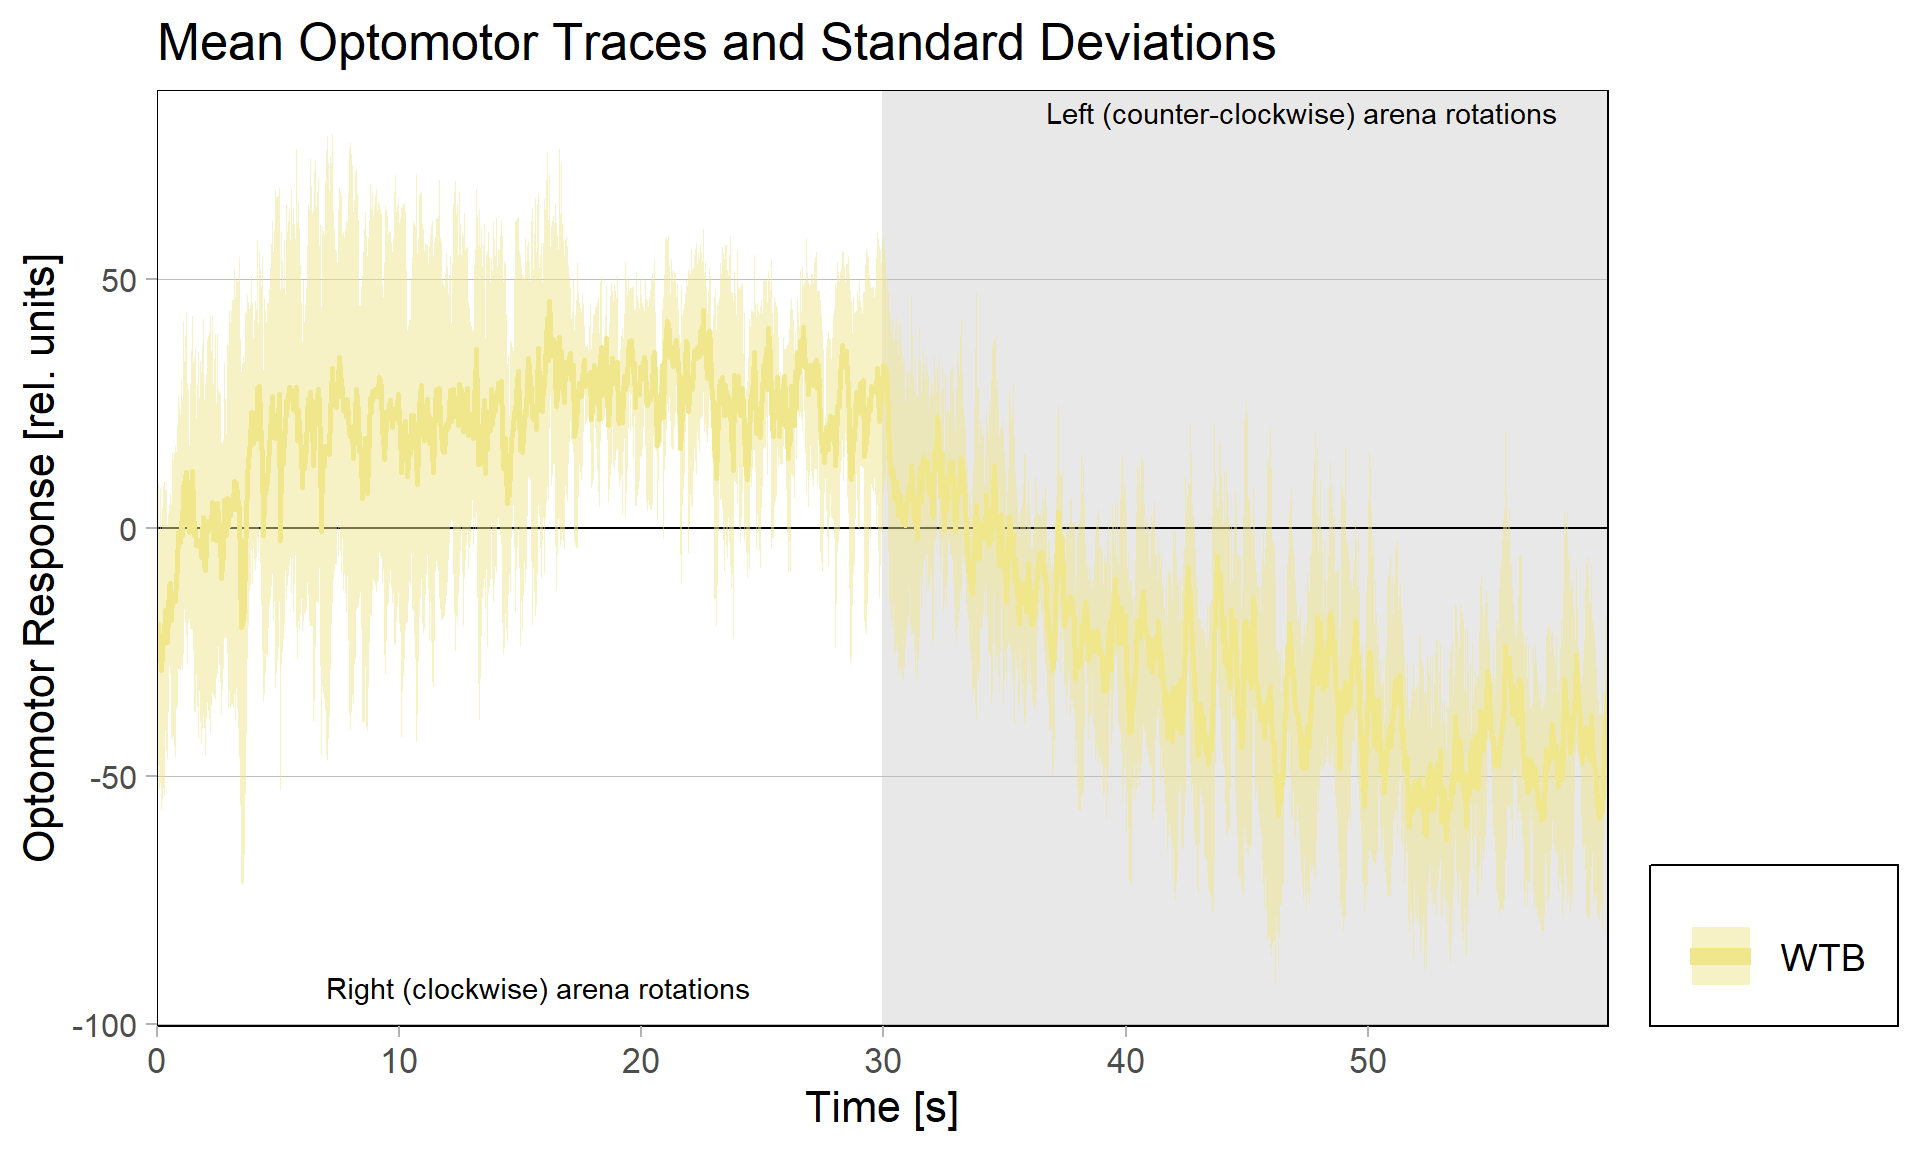 Mean Optomotor Traces and Standard Deviations
Left (counter-clockwise) arena rotations
Optomotor Response [rel. units]
50
0
-50
-100
Right (clockwise) arena rotations
WTB
0 10 20 30 40 50
Time [s]